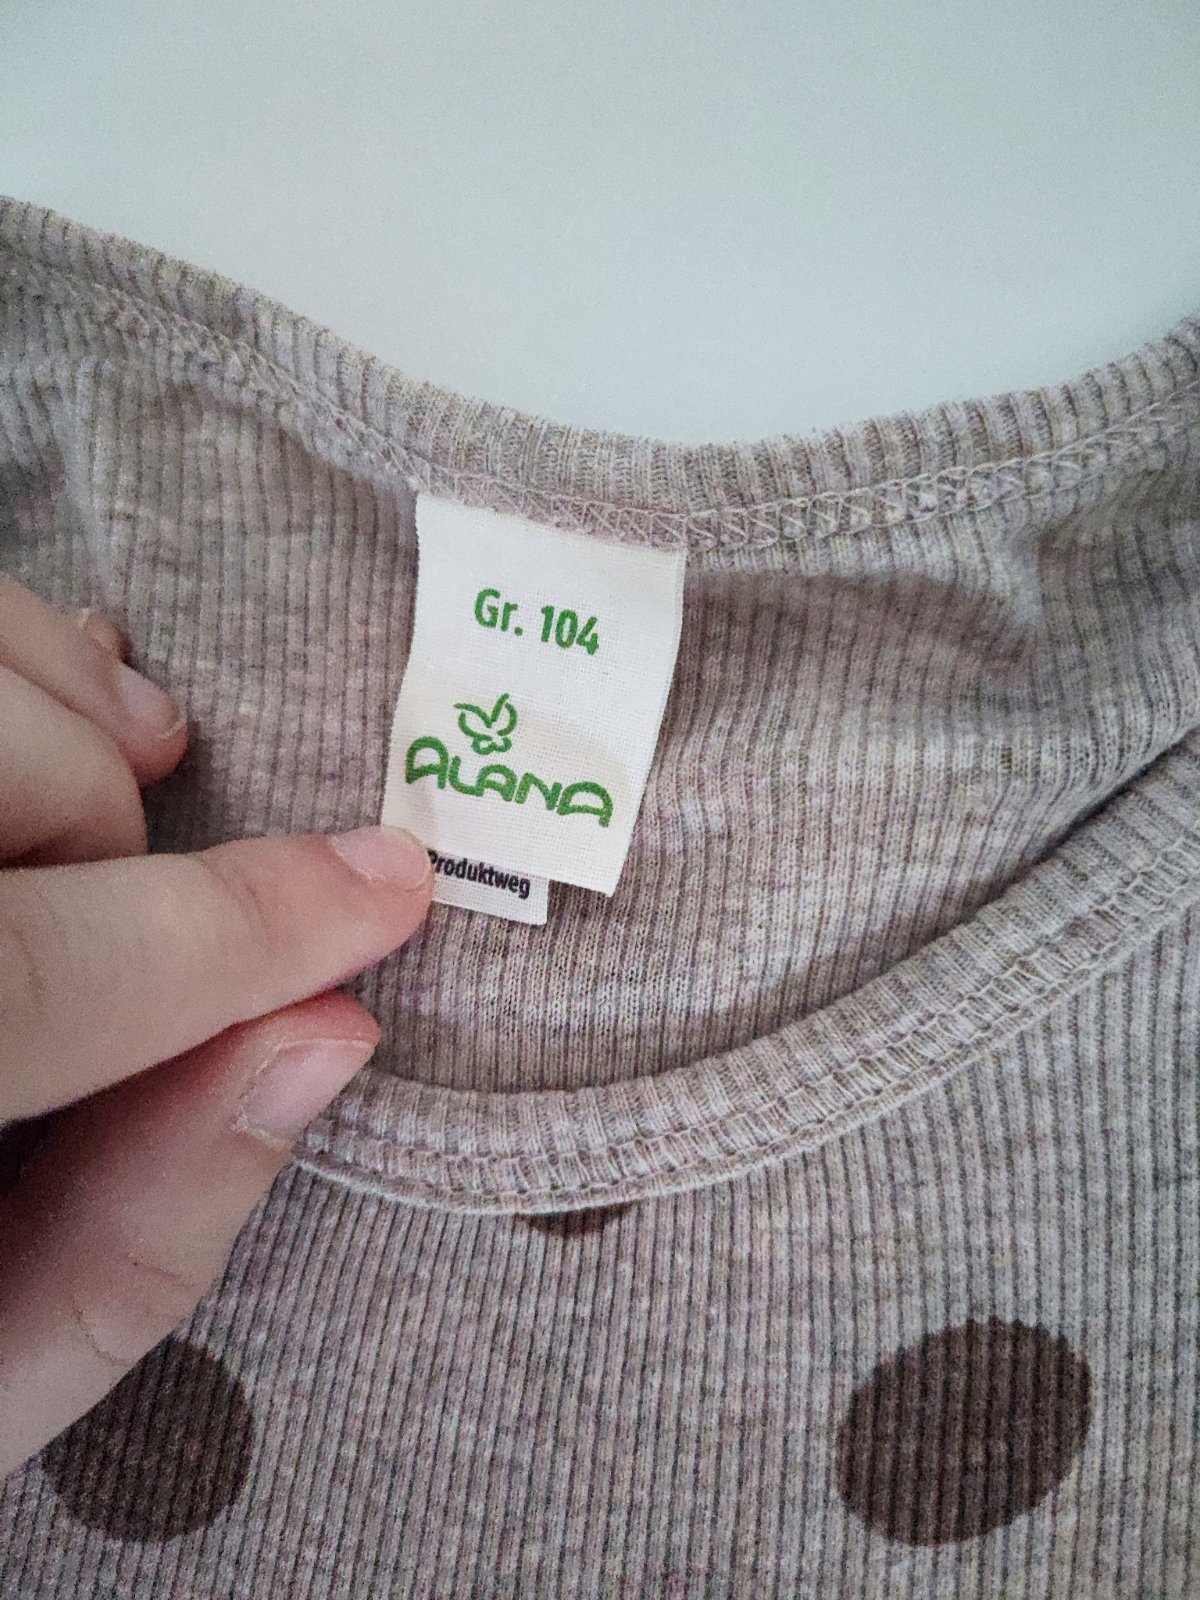 Gr. 104
ALANA
Produktweg